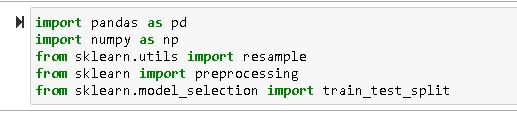 import pandas as pd
import numpy as np
from sklearn.utils import resample
from sklearn import preprocessing
from sklearn.model_selection import train_test_split